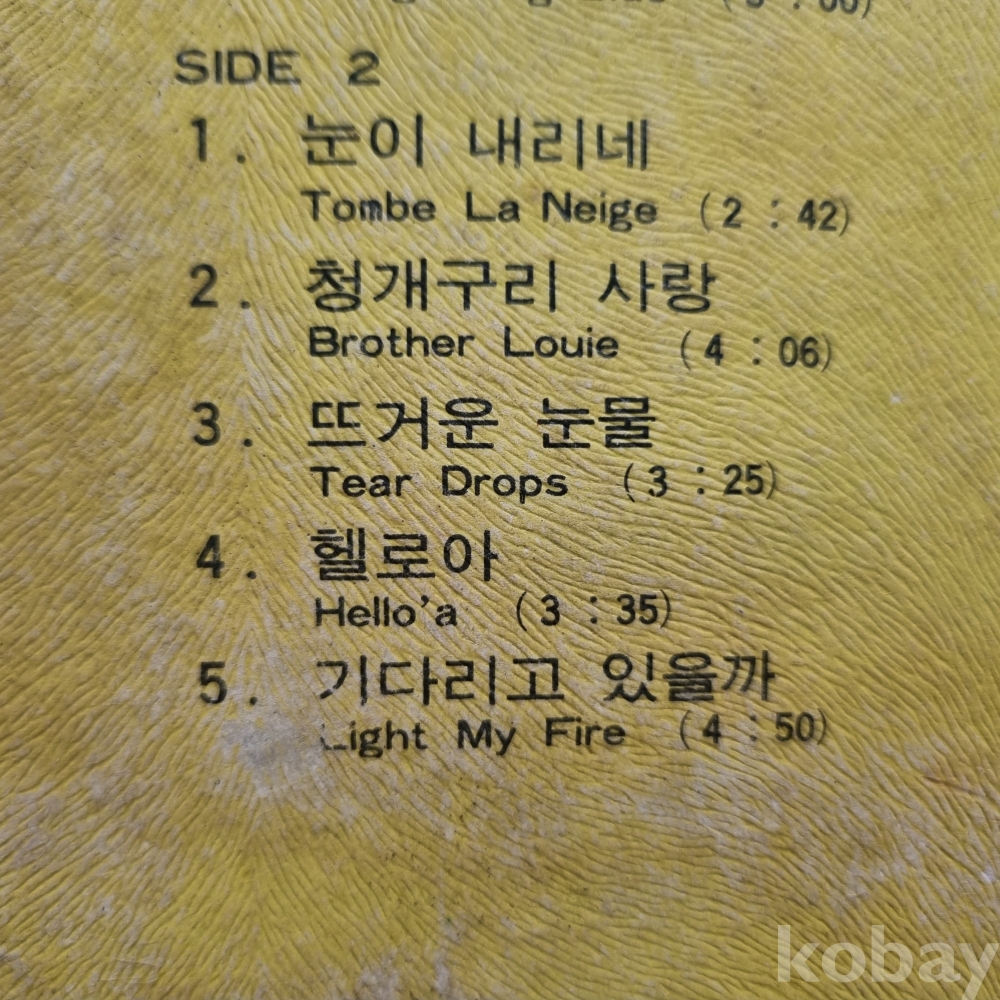 SIDE 2
1. 눈이 내리네
Tombe La Neige (2 : 42)
2. 청개구리 사랑
Brother Louie (4 : 06)
3. 뜨거운 눈물
Tear Drops (3 : 25)
4. 헬로아
Hello'a (3 : 35)
5. 기다리고 있을까
Light My Fire (4 : 50)
kobay